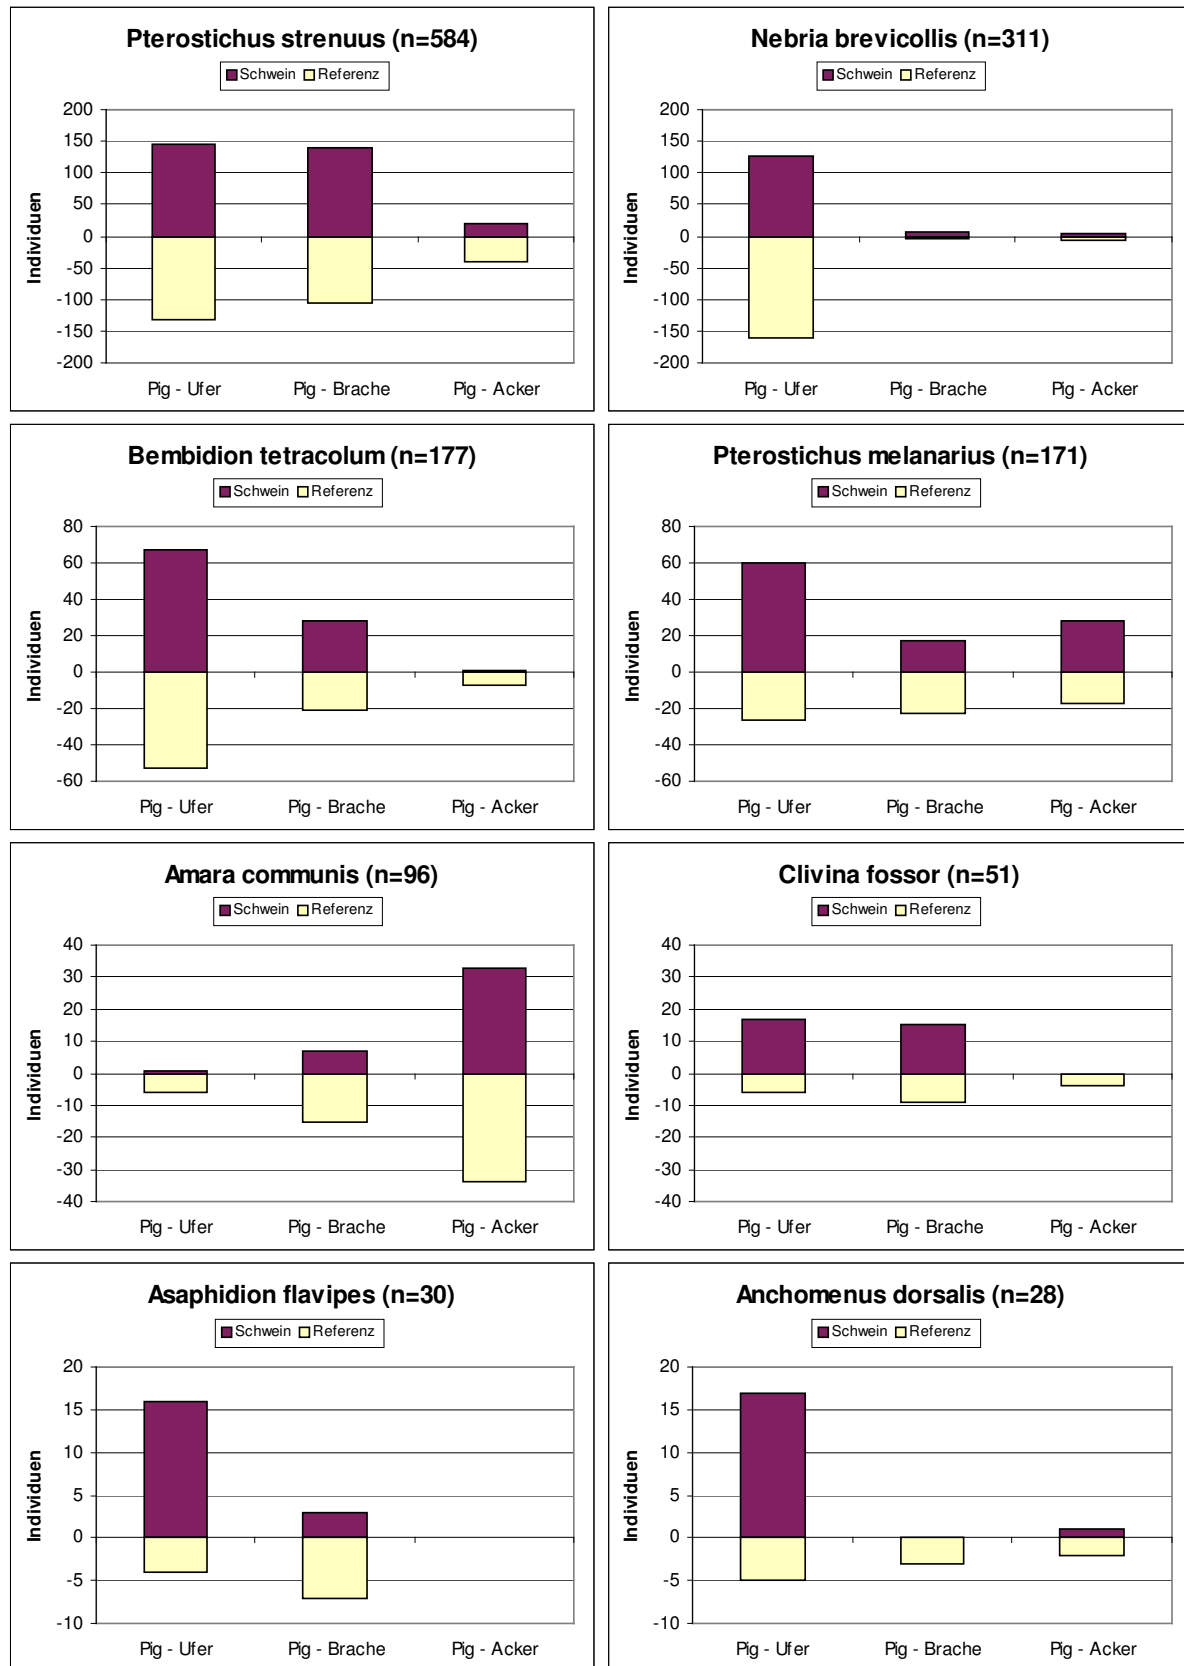 Pterostichus strenuus (n=584)
Schwein Referenz
200
150
100
50
0
-50
-100
-150
-200
Individuen
Pig - Ufer Pig - Brache Pig - Acker
Nebria brevicollis (n=311)
Schwein Referenz
200
150
100
50
0
-50
-100
-150
-200
Individuen
Pig - Ufer Pig - Brache Pig - Acker
Bembidion tetracolum (n=177)
Schwein Referenz
80
60
40
20
0
-20
-40
-60
Individuen
Pig - Ufer Pig - Brache Pig - Acker
Pterostichus melanarius (n=171)
Schwein Referenz
80
60
40
20
0
-20
-40
-60
Individuen
Pig - Ufer Pig - Brache Pig - Acker
Amara communis (n=96)
Schwein Referenz
40
30
20
10
0
-10
-20
-30
-40
Individuen
Pig - Ufer Pig - Brache Pig - Acker
Clivina fossor (n=51)
Schwein Referenz
40
30
20
10
0
-10
-20
-30
-40
Individuen
Pig - Ufer Pig - Brache Pig - Acker
Asaphidion flavipes (n=30)
Schwein Referenz
20
15
10
5
0
-5
-10
Individuen
Pig - Ufer Pig - Brache Pig - Acker
Anchomenus dorsalis (n=28)
Schwein Referenz
20
15
10
5
0
-5
-10
Individuen
Pig - Ufer Pig - Brache Pig - Acker